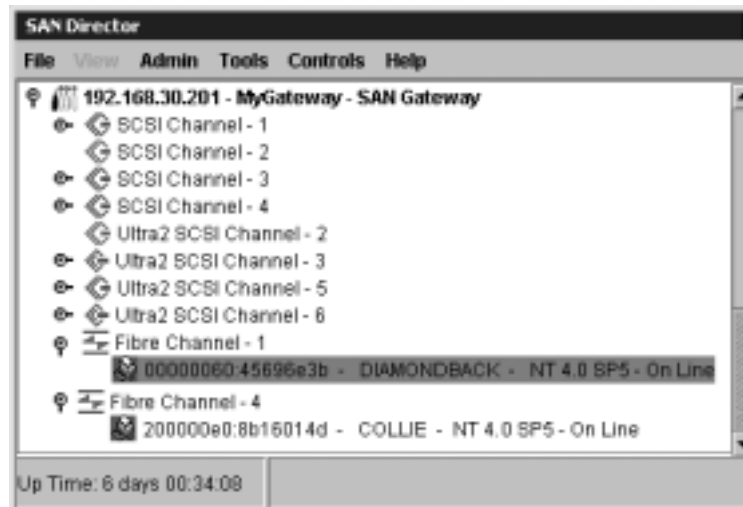 SAN Director
File View Admin Tools Controls Help
192.168.30.201 - MyGateway - SAN Gateway
SCSI Channel - 1
SCSI Channel - 2
SCSI Channel - 3
SCSI Channel - 4
Ultra2 SCSI Channel - 2
Ultra2 SCSI Channel - 3
Ultra2 SCSI Channel - 5
Ultra2 SCSI Channel - 6
Fibre Channel - 1
00000060:45696e3b - DIAMONDBACK - NT 4.0 SP5 - On Line
Fibre Channel - 4
200000e0:8b16014d - COLLIE - NT 4.0 SP5 - On Line
Up Time: 6 days 00:34:08